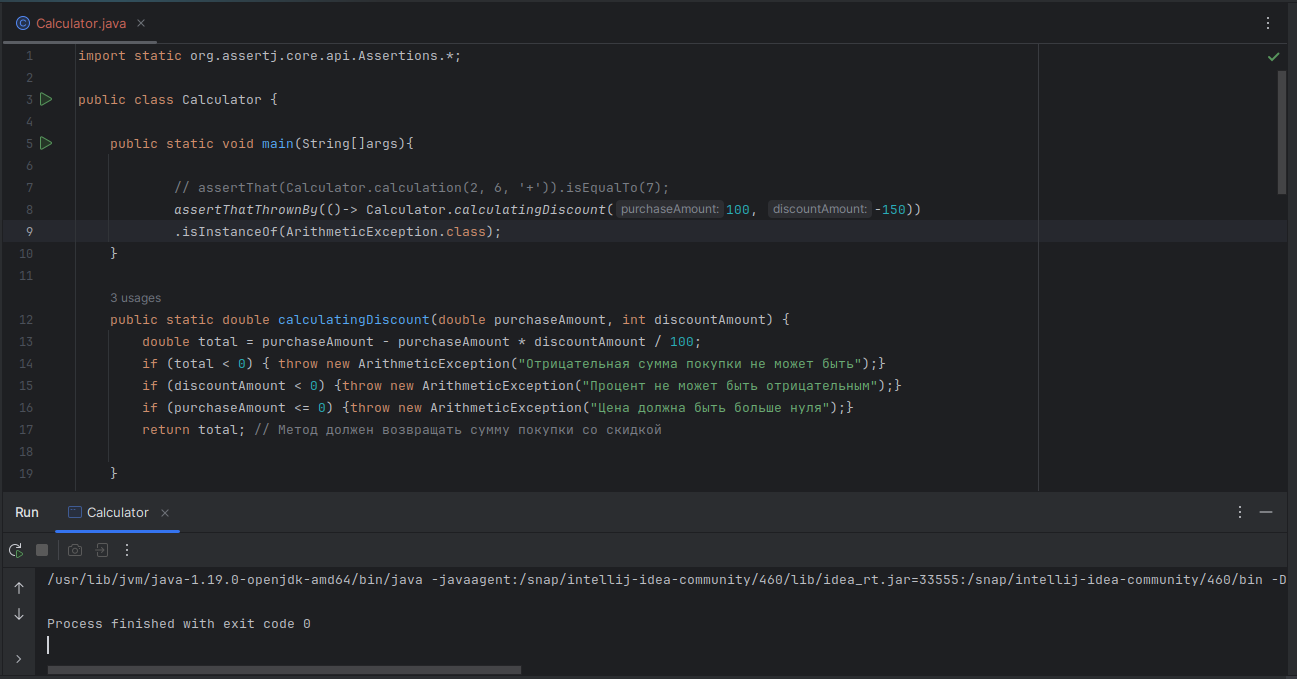 Calculator.java
1 import static org.assertj.core.api.Assertions.*;
2
3 public class Calculator {
4
5 public static void main(String[]args){
6
7 // assertThat(Calculator.calculation(2, 6, '+')).isEqualTo(7);
8 assertThatThrownBy(()-> Calculator.calculatingDiscount( purchaseAmount: 100, discountAmount: -150))
9 .isInstanceOf(ArithmeticException.class);
10 }
11
3 usages
12 public static double calculatingDiscount(double purchaseAmount, int discountAmount) {
13 double total = purchaseAmount - purchaseAmount * discountAmount / 100;
14 if (total < 0) { throw new ArithmeticException("Отрицательная сумма покупки не может быть");}
15 if (discountAmount < 0) {throw new ArithmeticException("Процент не может быть отрицательным");}
16 if (purchaseAmount <= 0) {throw new ArithmeticException("Цена должна быть больше нуля");}
17 return total; // Метод должен возвращать сумму покупки со скидкой
18
19 }
Run Calculator
/usr/lib/jvm/java-1.19.0-openjdk-amd64/bin/java -javaagent:/snap/intellij-idea-community/460/lib/idea_rt.jar=33555:/snap/intellij-idea-community/460/bin -D
Process finished with exit code 0